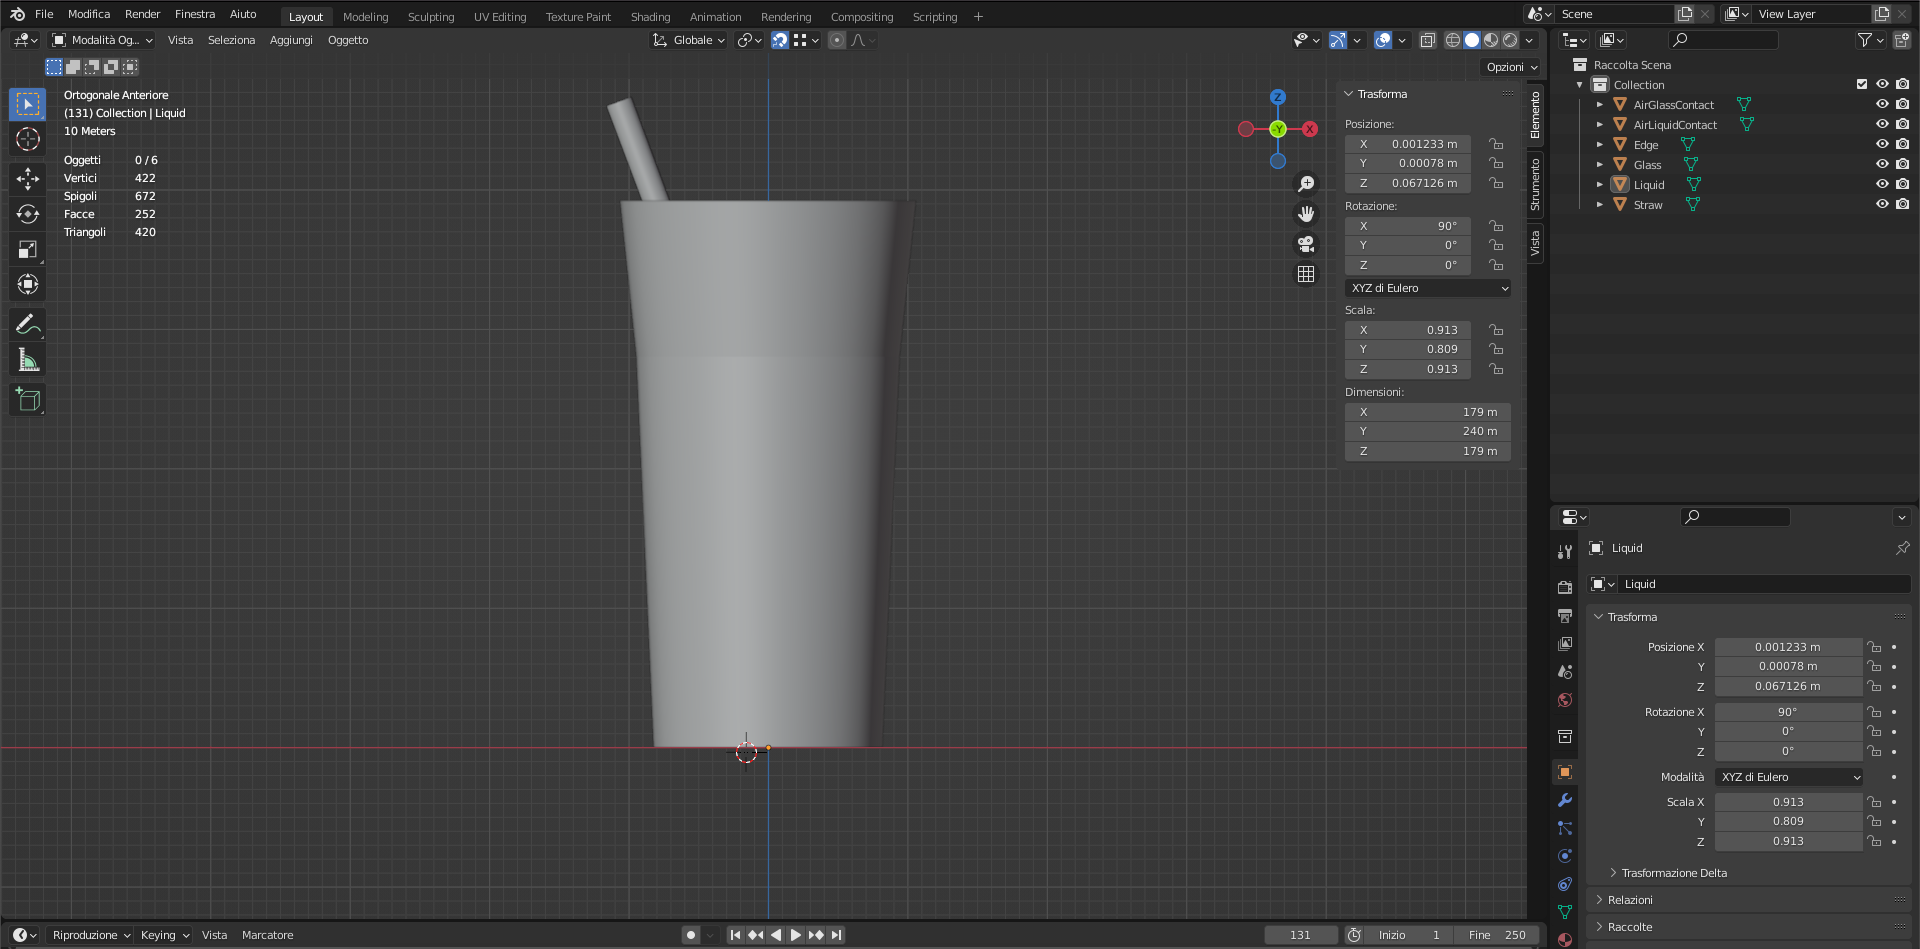 File Modifica Render Finestra Aiuto
Layout Modeling Sculpting UV Editing Texture Paint Shading Animation Rendering Compositing Scripting +
Scene
View Layer
Modalità Og... Vista Seleziona Aggiungi Oggetto
Globale
Opzioni
Ortogonale Anteriore
(131) Collection | Liquid
10 Meters
Oggetti 0 / 6
Vertici 422
Spigoli 672
Facce 252
Triangoli 420
Z
-Y
X
Trasforma
Posizione:
X 0.001233 m
Y 0.00078 m
Z 0.067126 m
Rotazione:
X 90°
Y 0°
Z 0°
XYZ di Eulero
Scala:
X 0.913
Y 0.809
Z 0.913
Dimensioni:
X 179 m
Y 240 m
Z 179 m
Elemento
Strumento
Vista
Raccolta Scena
Collection
AirGlassContact
AirLiquidContact
Edge
Glass
Liquid
Straw
Liquid
Liquid
Trasforma
Posizione X 0.001233 m
Y 0.00078 m
Z 0.067126 m
Rotazione X 90°
Y 0°
Z 0°
Modalità XYZ di Eulero
Scala X 0.913
Y 0.809
Z 0.913
Trasformazione Delta
Relazioni
Raccolte
Riproduzione Keying Vista Marcatore
131
Inizio 1
Fine 250